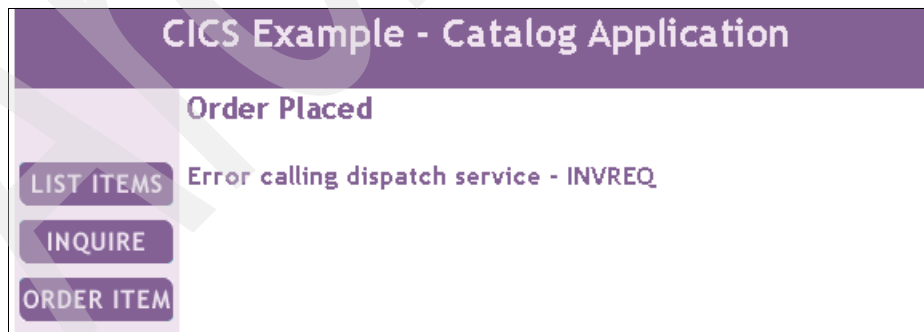 CICS Example - Catalog Application
Order Placed
Error calling dispatch service - INVREQ
LIST ITEMS
INQUIRE
ORDER ITEM